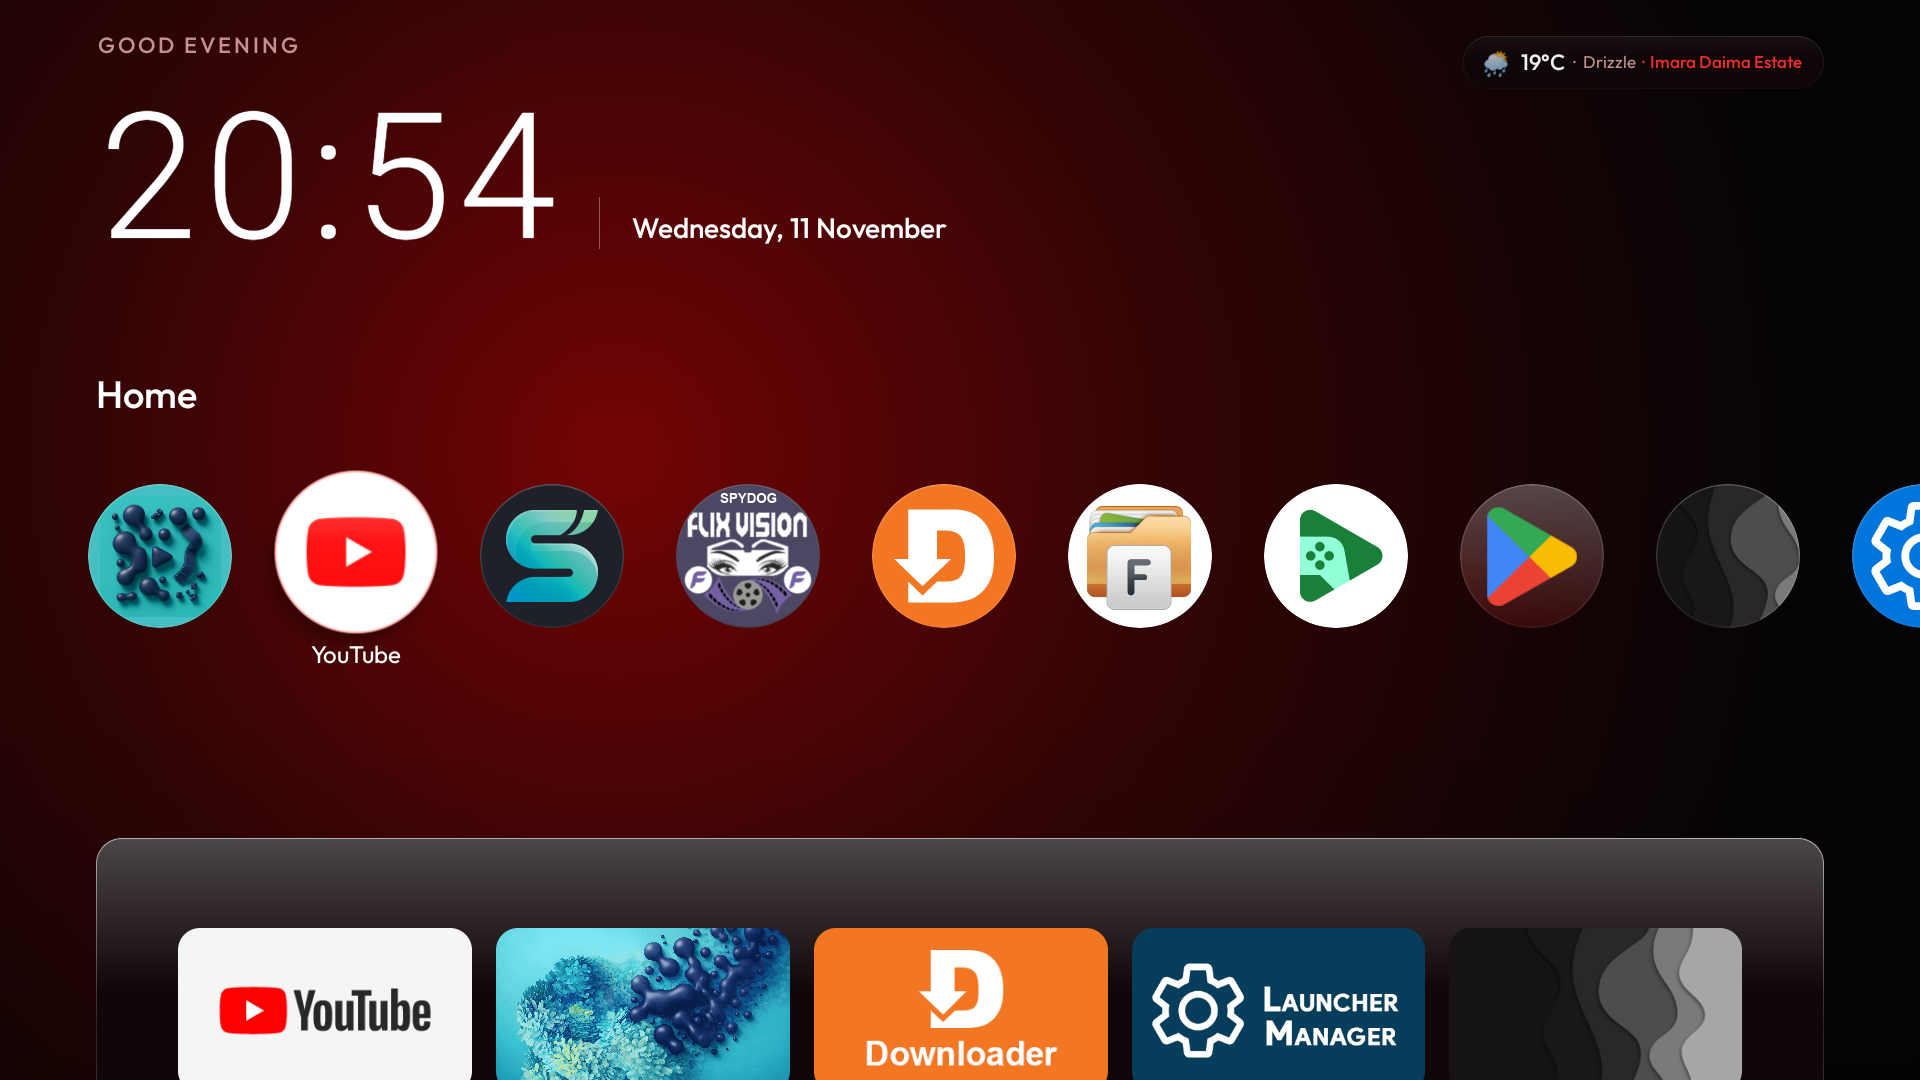 GOOD EVENING
19°C · Drizzle · Imara Daima Estate
20:54
Wednesday, 11 November
Home
SPYDOG
FLIX VISION
F
F
D
F
YouTube
YouTube
D
Downloader
LAUNCHER
MANAGER